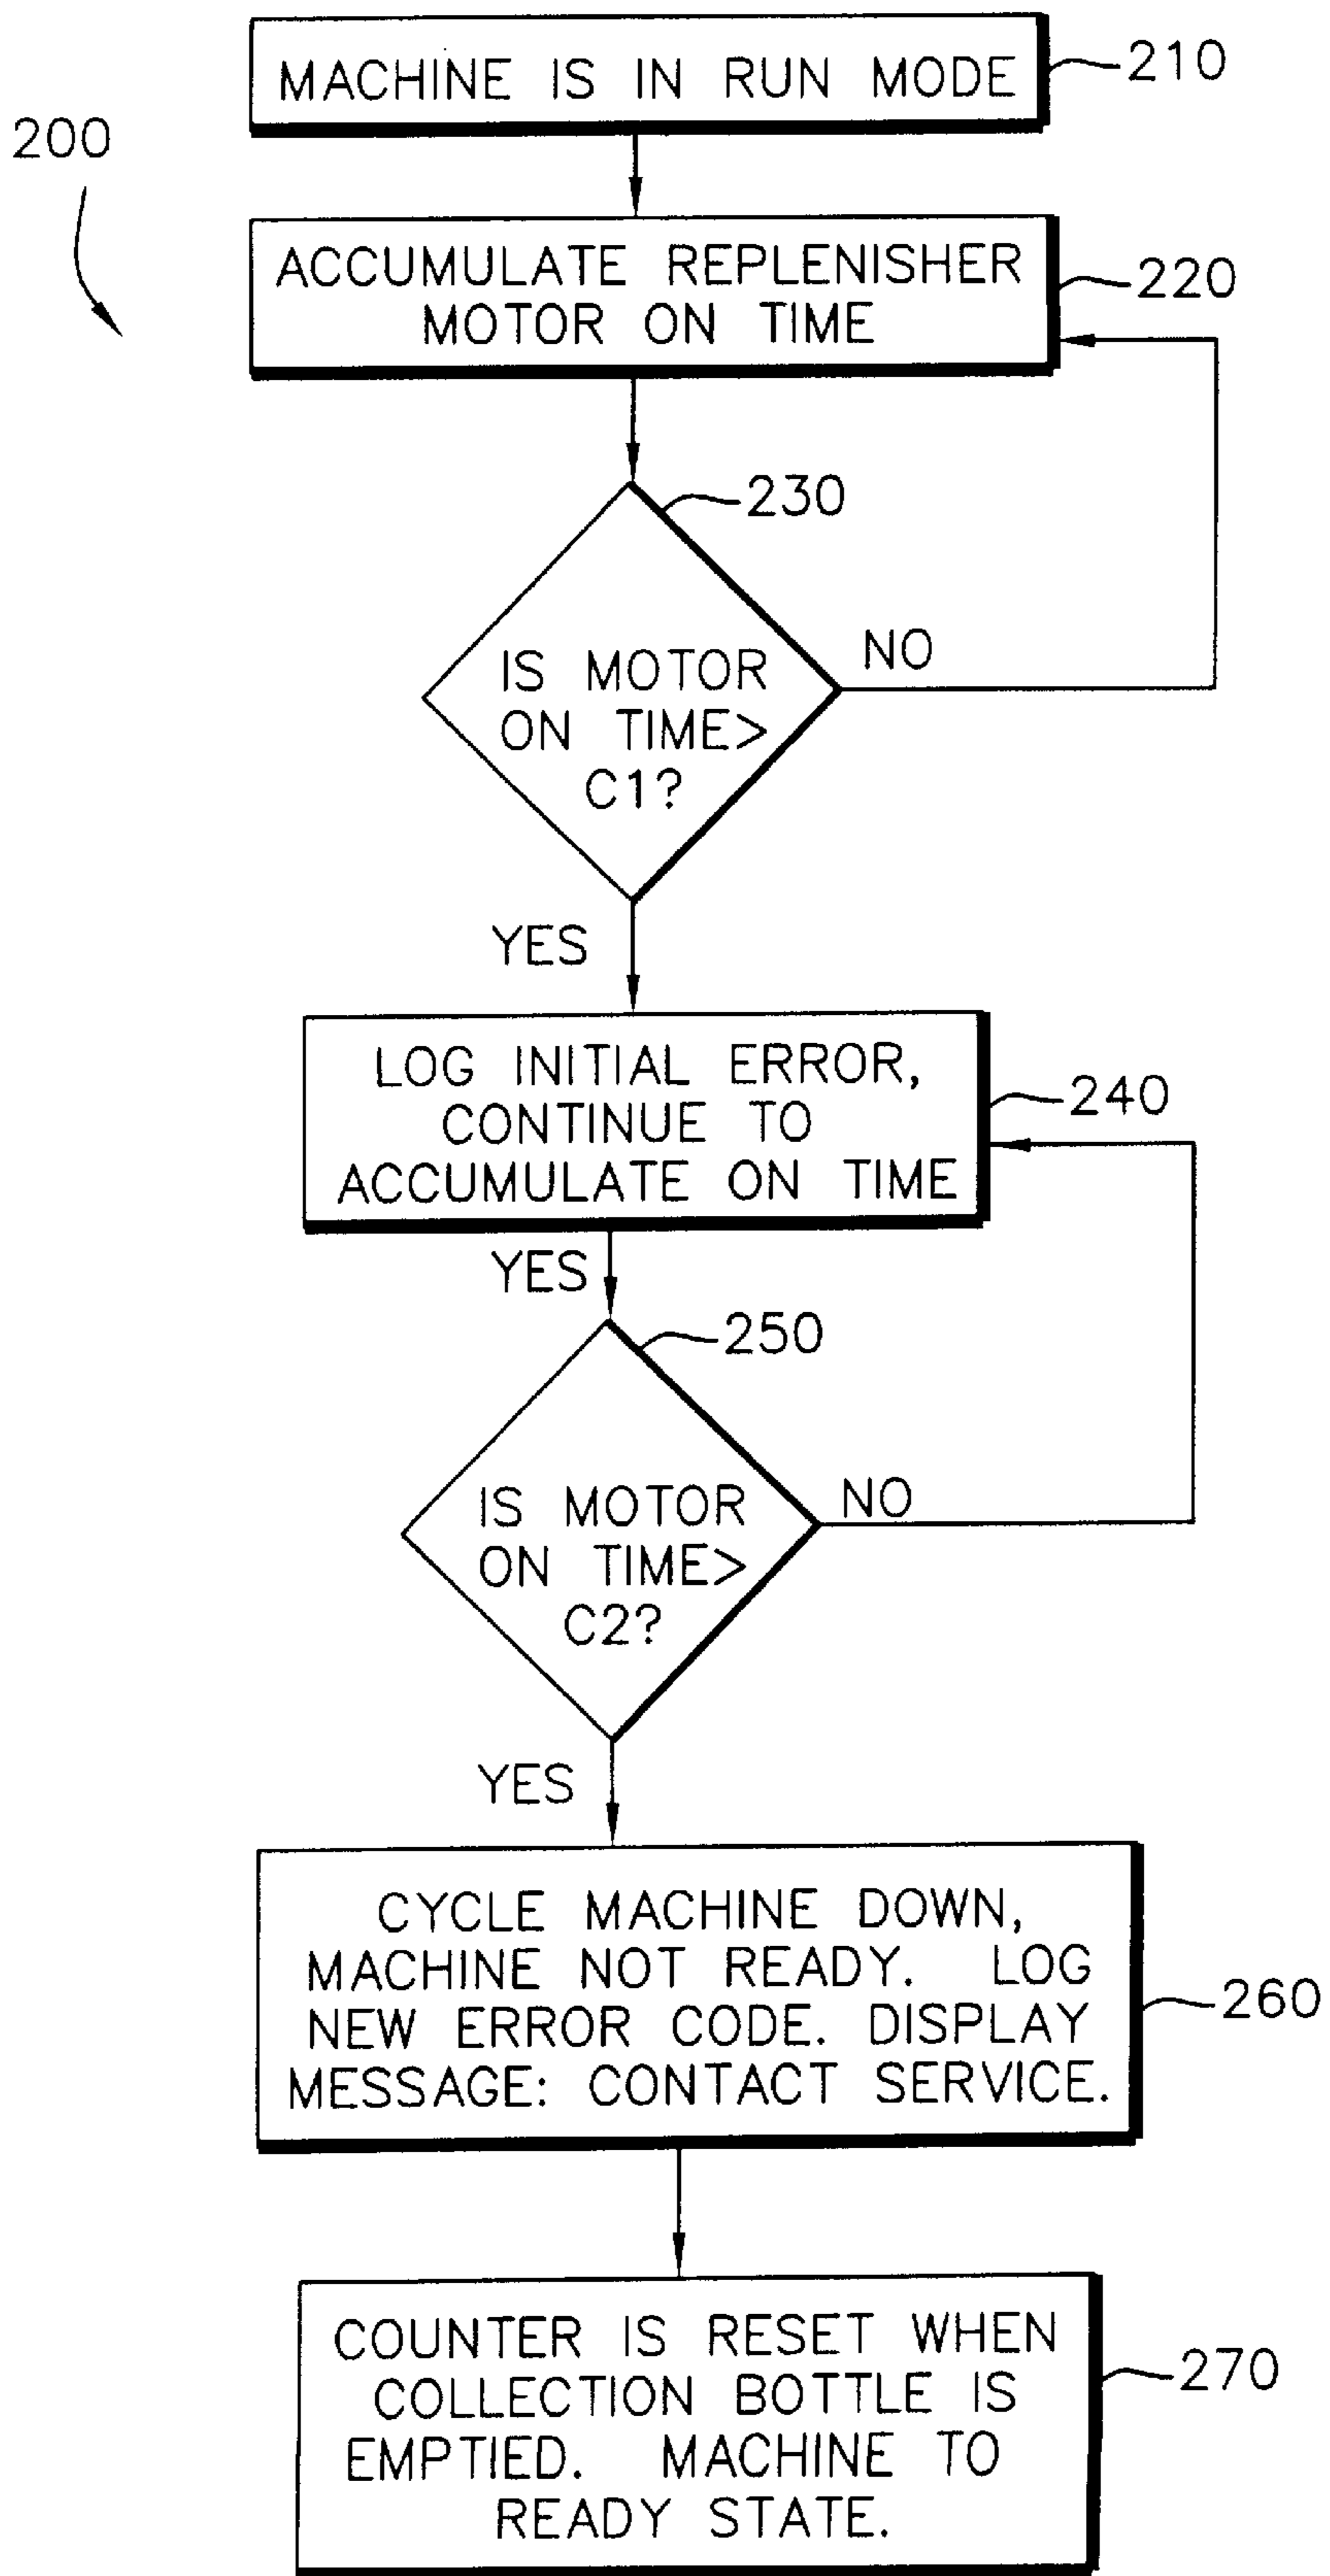 MACHINE IS IN RUN MODE
210
200
ACCUMULATE REPLENISHER
MOTOR ON TIME
220
230
IS MOTOR
ON TIME>
C1?
NO
YES
LOG INITIAL ERROR,
CONTINUE TO
ACCUMULATE ON TIME
240
YES
250
IS MOTOR
ON TIME>
C2?
NO
YES
CYCLE MACHINE DOWN,
MACHINE NOT READY. LOG
NEW ERROR CODE. DISPLAY
MESSAGE: CONTACT SERVICE.
260
COUNTER IS RESET WHEN
COLLECTION BOTTLE IS
EMPTIED. MACHINE TO
READY STATE.
270